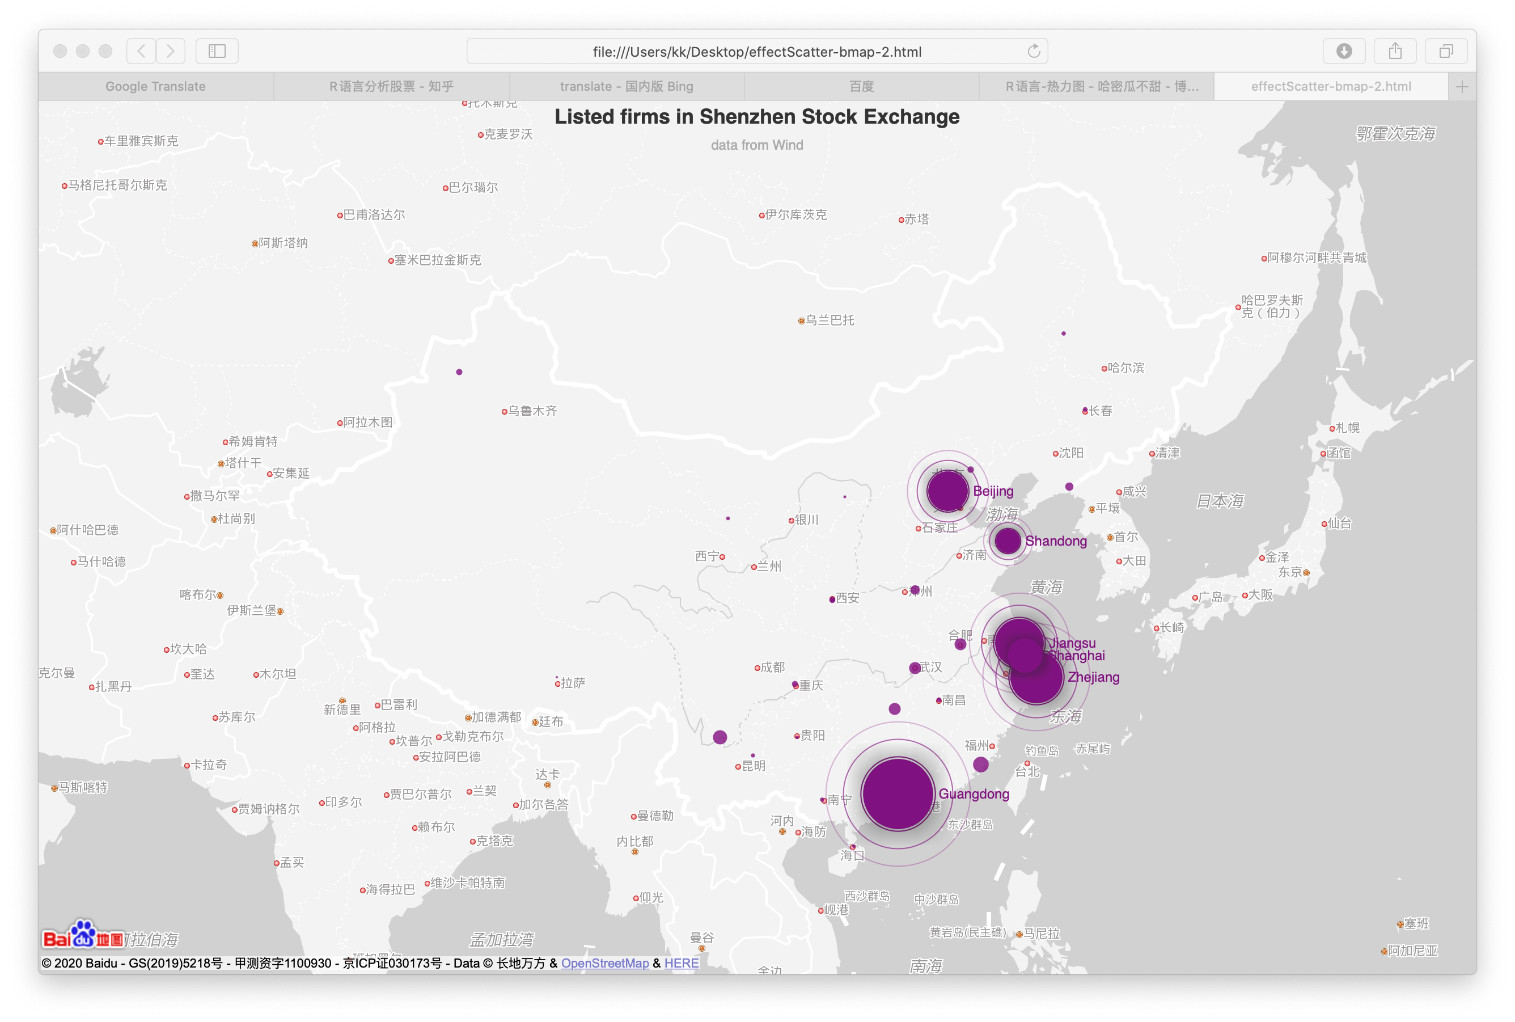 file:///Users/kk/Desktop/effectScatter-bmap-2.html
Google Translate
R语言分析股票 - 知乎
translate - 国内版 Bing
百度
R语言-热力图 - 哈密瓜不甜 - 博...
effectScatter-bmap-2.html
Listed firms in Shenzhen Stock Exchange
data from Wind
托木斯克
克麦罗沃
鄂霍次克海
车里雅宾斯克
马格尼托哥尔斯克
巴尔瑙尔
巴甫洛达尔
伊尔库茨克
赤塔
阿斯塔纳
塞米巴拉金斯克
阿穆尔河畔共青城
哈巴罗夫斯
克（伯力）
乌兰巴托
哈尔滨
乌鲁木齐
长春
阿拉木图
札幌
希姆肯特
沈阳
清津
函馆
塔什干
安集延
撒马尔罕
Beijing
咸兴
日本海
杜尚别
银川
渤海
平壤
仙台
阿什哈巴德
石家庄
首尔
Shandong
马什哈德
西宁
兰州
济南
大田
金泽
东京
喀布尔
黄海
广岛
大阪
伊斯兰堡
西安
州
长崎
坎大哈
合肥
Jiangsu
Shanghai
克尔曼
奎达
木尔坦
成都
武汉
Zhejiang
扎黑丹
拉萨
重庆
新德里
巴雷利
南昌
苏库尔
加德满都
廷布
东海
阿格拉
坎普尔
戈勒克布尔
贵阳
福州
钓鱼岛
赤尾屿
安拉阿巴德
卡拉奇
昆明
台北
达卡
马斯喀特
贾姆讷格尔
印多尔
贾巴尔普尔
兰契
加尔各答
南宁
Guangdong
港
曼德勒
河内
海防
东沙群岛
赖布尔
克塔克
内比都
海口
孟买
海得拉巴
维沙卡帕特南
仰光
岘港
西沙群岛
中沙群岛
塞班
Bai 地图
阿拉伯海
孟加拉湾
曼谷
黄岩岛(民主礁)
马尼拉
阿加尼亚
南海
金边
© 2020 Baidu - GS(2019)5218号 - 甲测资字1100930 - 京ICP证030173号 - Data © 长地万方 & OpenStreetMap & HERE